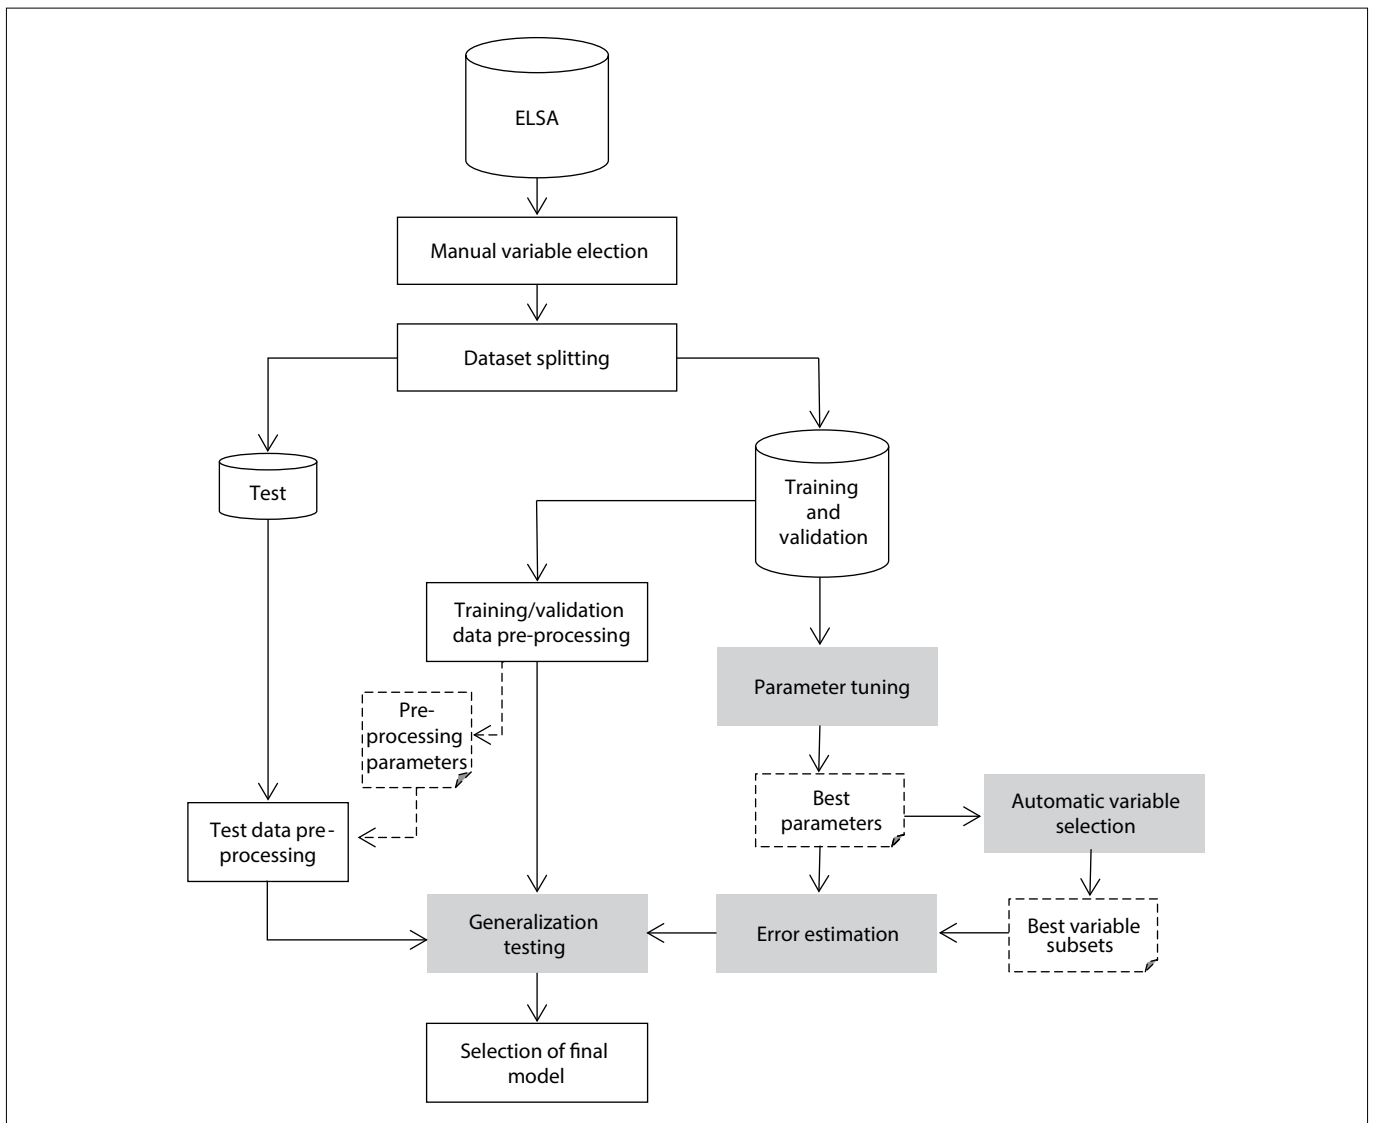 ELSA
Manual variable election
Dataset splitting
Test
Training
and
validation
Training/validation
data pre-processing
Parameter tuning
Pre-
processing
parameters
Best
parameters
Automatic variable
selection
Test data pre-
processing
Generalization
testing
Error estimation
Best variable
subsets
Selection of final
model